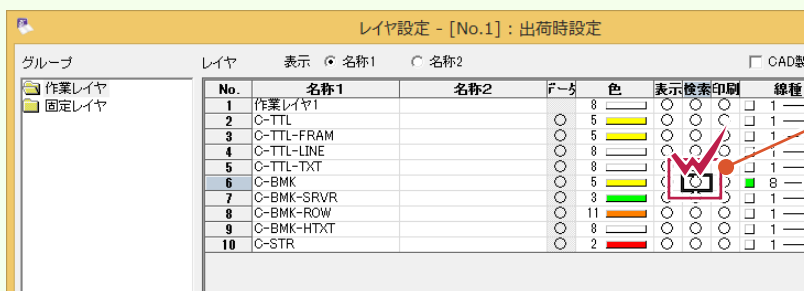 レイヤ設定 - [No.1] : 出荷時設定
グループ レイヤ 表示 名称1 名称2 CAD製
作業レイヤ
固定レイヤ
No. 名称1 名称2 データ 色 表示 検索 印刷 線種
1 作業レイヤ1 8 1
2 C-TTL 5 1
3 C-TTL-FRAM 5 1
4 C-TTL-LINE 8 1
5 C-TTL-TXT 8 1
6 C-BMK 5 8
7 C-BMK-SRVR 3 1
8 C-BMK-ROW 11 1
9 C-BMK-HTXT 8 1
10 C-STR 2 1